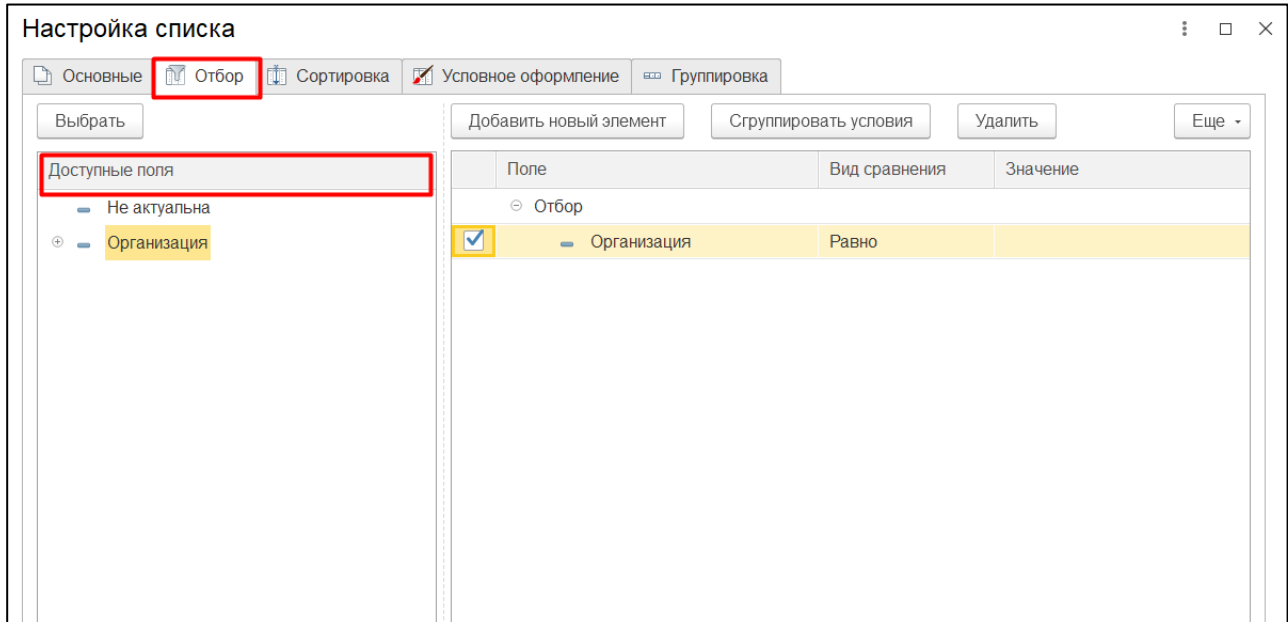 Настройка списка
Основные Отбор Сортировка Условное оформление Группировка
Выбрать Добавить новый элемент Сгруппировать условия Удалить Еще
Доступные поля Поле Вид сравнения Значение
Не актуальна Отбор
Организация Организация Равно